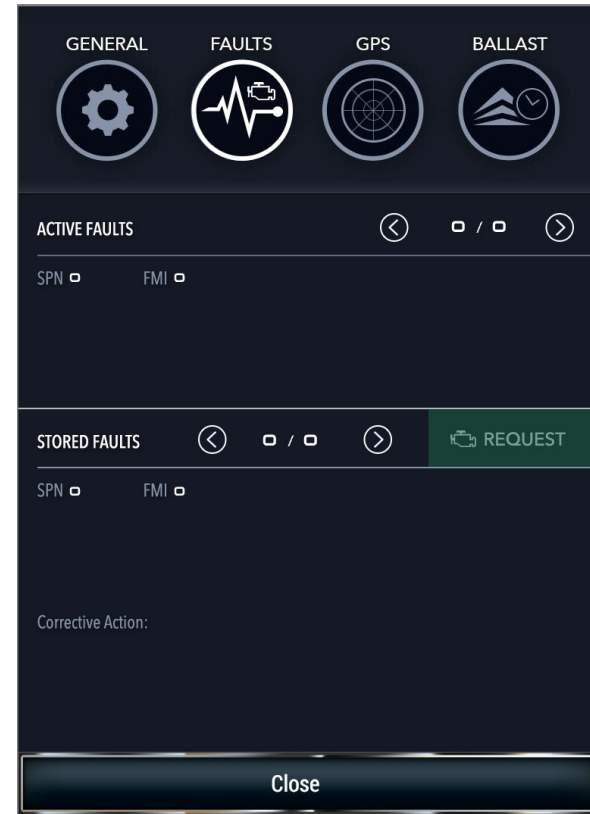 GENERAL FAULTS GPS BALLAST
ACTIVE FAULTS 0 / 0
SPN 0 FMI 0
STORED FAULTS 0 / 0 REQUEST
SPN 0 FMI 0
Corrective Action:
Close